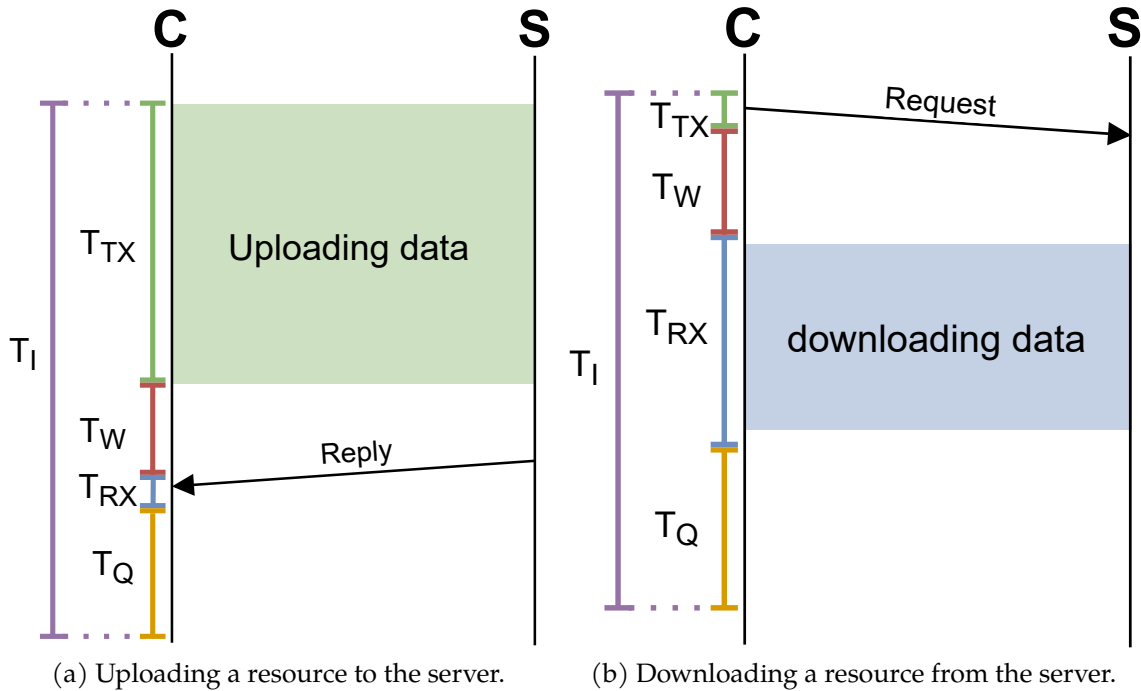 C S
T_TX
Uploading data
T_I
T_W
Reply
T_RX
T_Q
(a) Uploading a resource to the server.
C S
Request
T_TX
T_W
T_RX
downloading data
T_I
T_Q
(b) Downloading a resource from the server.